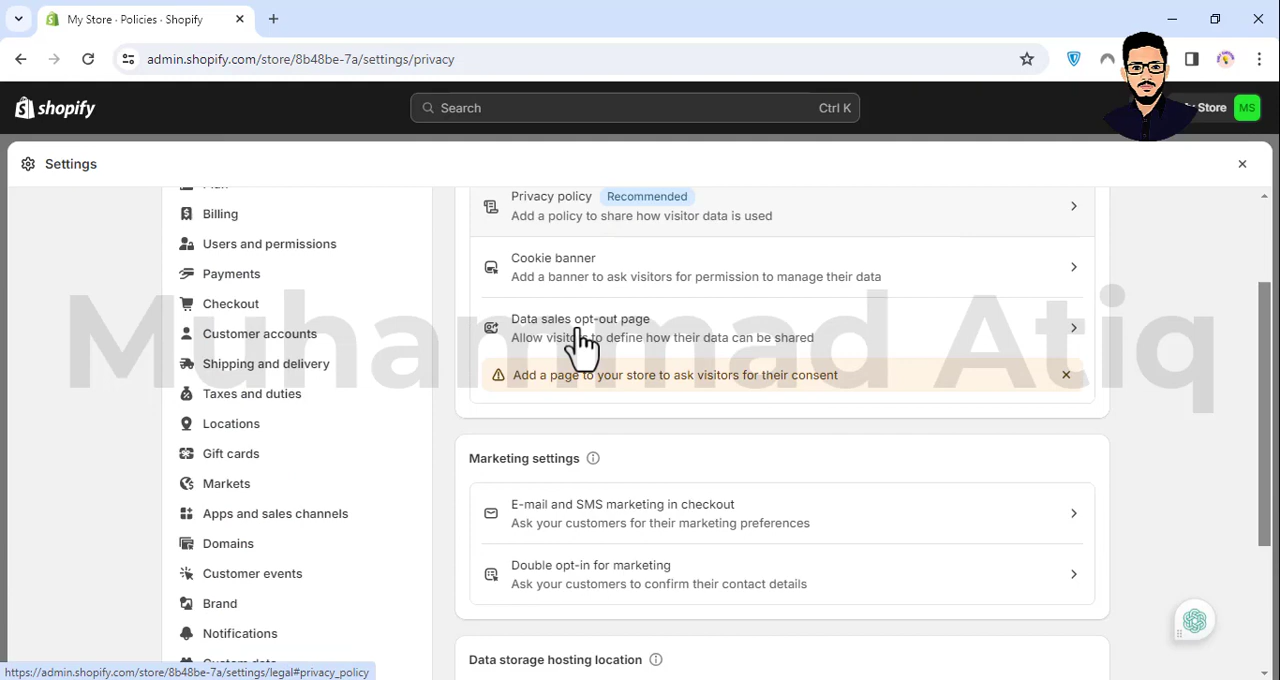 My Store · Policies · Shopify
admin.shopify.com/store/8b48be-7a/settings/privacy
shopify
Search
Ctrl K
Store
MS
Settings
Billing
Users and permissions
Payments
Checkout
Customer accounts
Shipping and delivery
Taxes and duties
Locations
Gift cards
Markets
Apps and sales channels
Domains
Customer events
Brand
Notifications
Privacy policy Recommended
Add a policy to share how visitor data is used
Cookie banner
Add a banner to ask visitors for permission to manage their data
Data sales opt-out page
Allow visitors to define how their data can be shared
Add a page to your store to ask visitors for their consent
Marketing settings
E-mail and SMS marketing in checkout
Ask your customers for their marketing preferences
Double opt-in for marketing
Ask your customers to confirm their contact details
Data storage hosting location
Muhammad Atiq
https://admin.shopify.com/store/8b48be-7a/settings/legal#privacy_policy